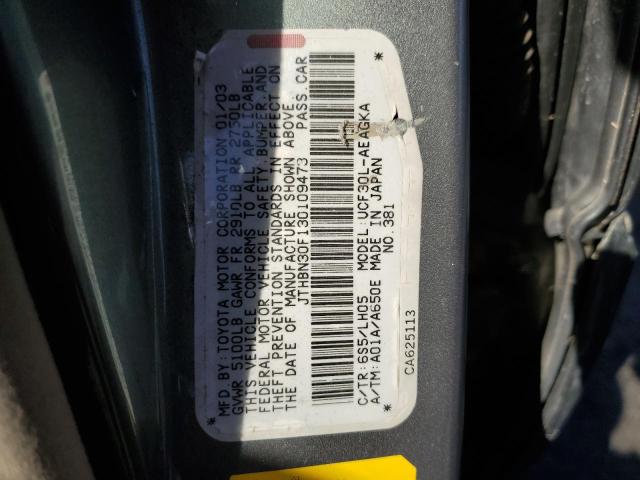 MFD.BY:TOYOTA MOTOR CORPORATION 01/03
GVWR 5100LB GAWR FR 2910LB RR 2730LB
THIS VEHICLE CONFORMS TO ALL APPLICABLE
FEDERAL MOTOR VEHICLE SAFETY,BUMPER,AND
THEFT PREVENTION STANDARDS IN EFFECT ON
THE DATE OF MANUFACTURE SHOWN ABOVE.
JTHBN30F130109473 PASS.CAR
C/TR:6S5/LH05 MODEL:UCF30L-AEAGKA
A/TM:A01A/A650E MADE IN JAPAN
NO.381
CA625113